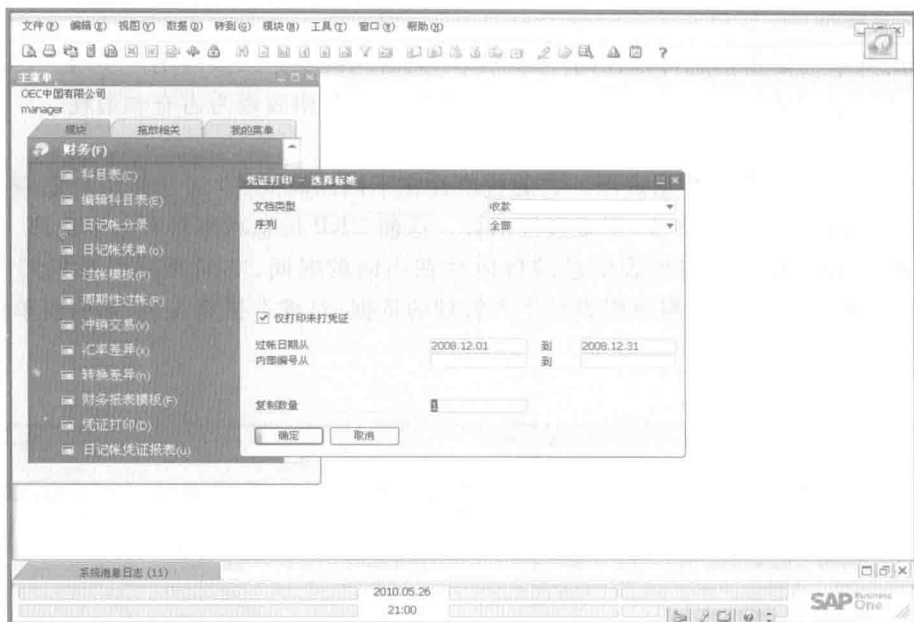 文件(F) 编辑(E) 视图(V) 数据(D) 转到(G) 模块(M) 工具(T) 窗口(W) 帮助(H)
主菜单
OEC中国有限公司
manager
模块 拖放相关 我的菜单
财务(F)
科目表(C)
编辑科目表(E)
日记帐分录
日记帐凭单(o)
过帐模板(P)
周期性过帐(R)
冲销交易(v)
汇率差异(x)
转换差异(n)
财务报表模板(F)
凭证打印(D)
日记帐凭证报表(u)
凭证打印 - 选择标准
文档类型 收款
序列 全部
仅打印未打凭证
过帐日期从 2008.12.01 到 2008.12.31
内部编号从 到
复制数量 1
确定 取消
系统消息日志 (11)
2010.05.26
21:00
SAP Business One